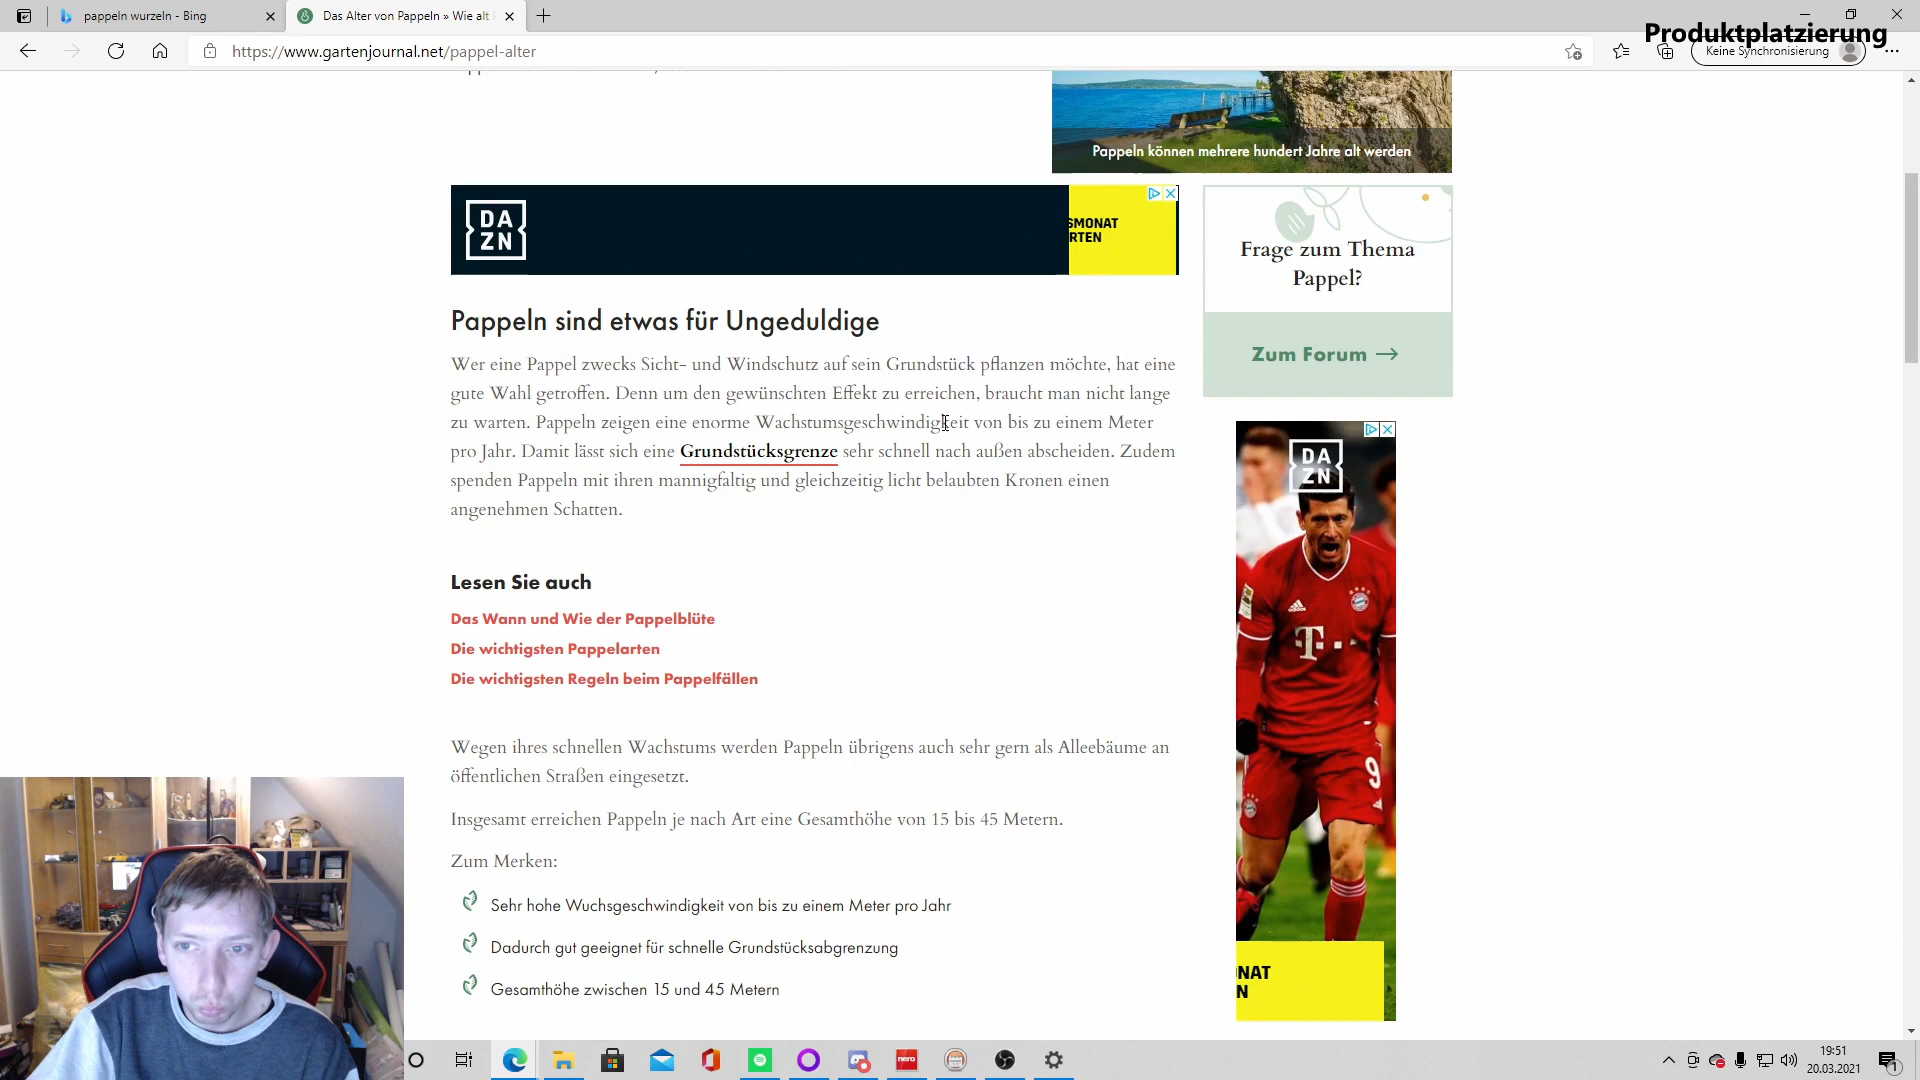 pappeln wurzeln - Bing
Das Alter von Pappeln » Wie alt
Produktplatzierung
https://www.gartenjournal.net/pappel-alter
Keine Synchronisierung
Pappeln können mehrere hundert Jahre alt werden
DA
ZN
SMONAT
RTEN
Frage zum Thema
Pappel?
Zum Forum →
Pappeln sind etwas für Ungeduldige
Wer eine Pappel zwecks Sicht- und Windschutz auf sein Grundstück pflanzen möchte, hat eine
gute Wahl getroffen. Denn um den gewünschten Effekt zu erreichen, braucht man nicht lange
zu warten. Pappeln zeigen eine enorme Wachstumsgeschwindigkeit von bis zu einem Meter
pro Jahr. Damit lässt sich eine Grundstücksgrenze sehr schnell nach außen abscheiden. Zudem
spenden Pappeln mit ihren mannigfaltig und gleichzeitig licht belaubten Kronen einen
angenehmen Schatten.
Lesen Sie auch
Das Wann und Wie der Pappelblüte
Die wichtigsten Pappelarten
Die wichtigsten Regeln beim Pappelfällen
Wegen ihres schnellen Wachstums werden Pappeln übrigens auch sehr gern als Alleebäume an
öffentlichen Straßen eingesetzt.
Insgesamt erreichen Pappeln je nach Art eine Gesamthöhe von 15 bis 45 Metern.
Zum Merken:
Sehr hohe Wuchsgeschwindigkeit von bis zu einem Meter pro Jahr
Dadurch gut geeignet für schnelle Grundstücksabgrenzung
Gesamthöhe zwischen 15 und 45 Metern
DA
ZN
T
9
NAT
N
nero
19:51
20.03.2021
1